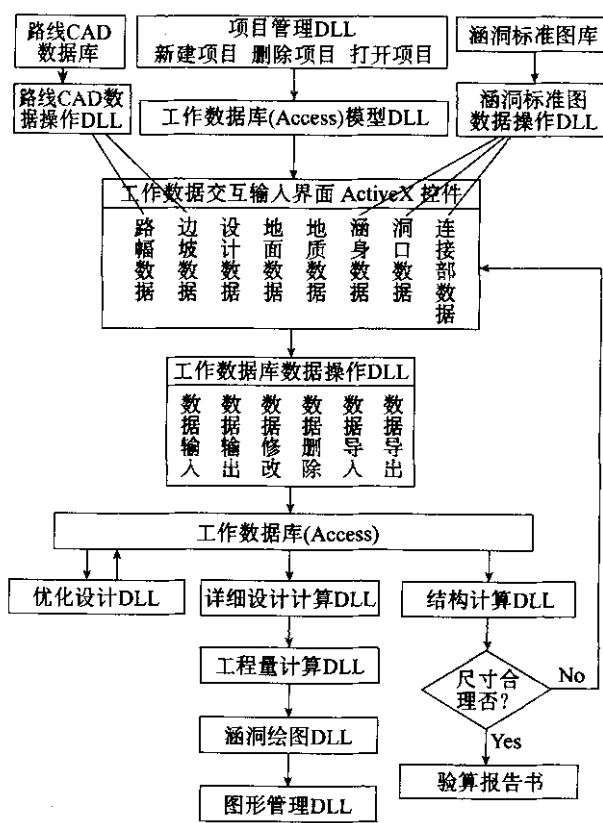 路线CAD
数据库
项目管理DLL
新建项目 删除项目 打开项目
涵洞标准图库
路线CAD数
据操作DLL
工作数据库(Access)模型DLL
涵洞标准图
数据操作DLL
工作数据交互输入界面 ActiveX 控件
路幅数据
边坡数据
设计数据
地面数据
地质数据
涵身数据
洞口数据
连接部数据
工作数据库数据操作DLL
数据输入
数据输出
数据修改
数据删除
数据导入
数据导出
工作数据库(Access)
优化设计DLL
详细设计计算DLL
结构计算DLL
工程量计算DLL
尺寸合
理否?
No
Yes
涵洞绘图DLL
验算报告书
图形管理DLL